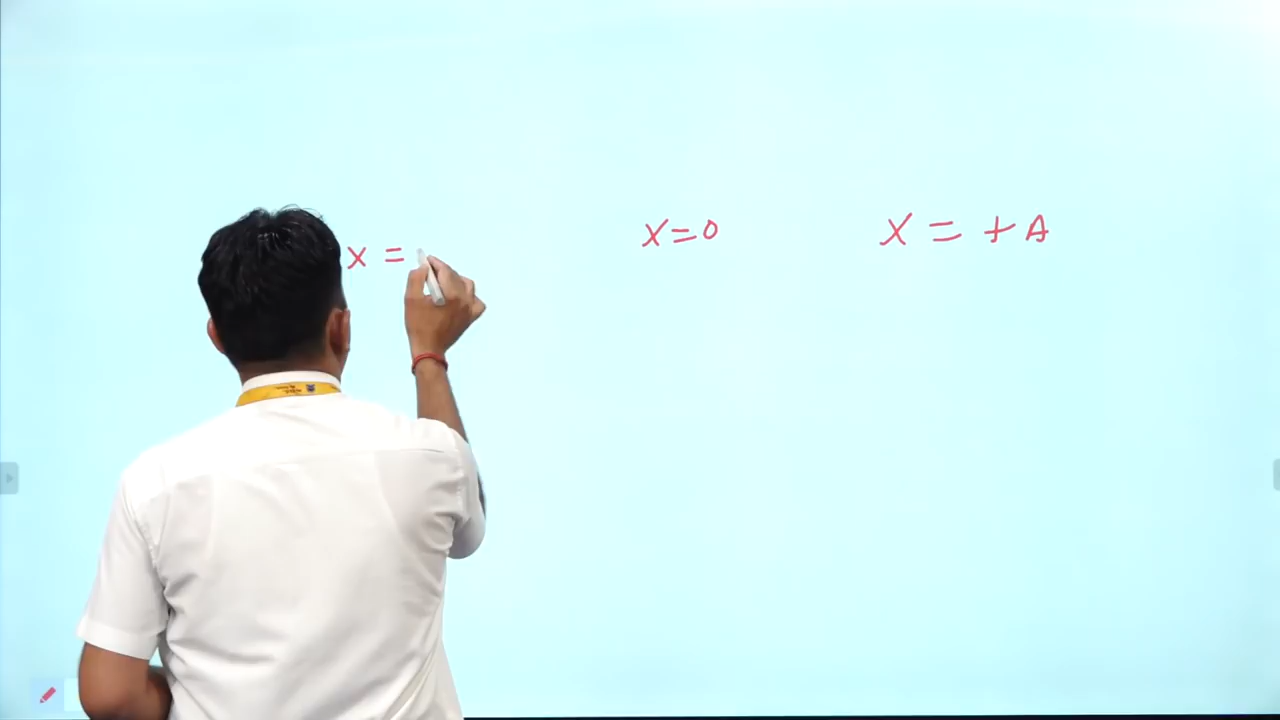 x = x=0 x = +A